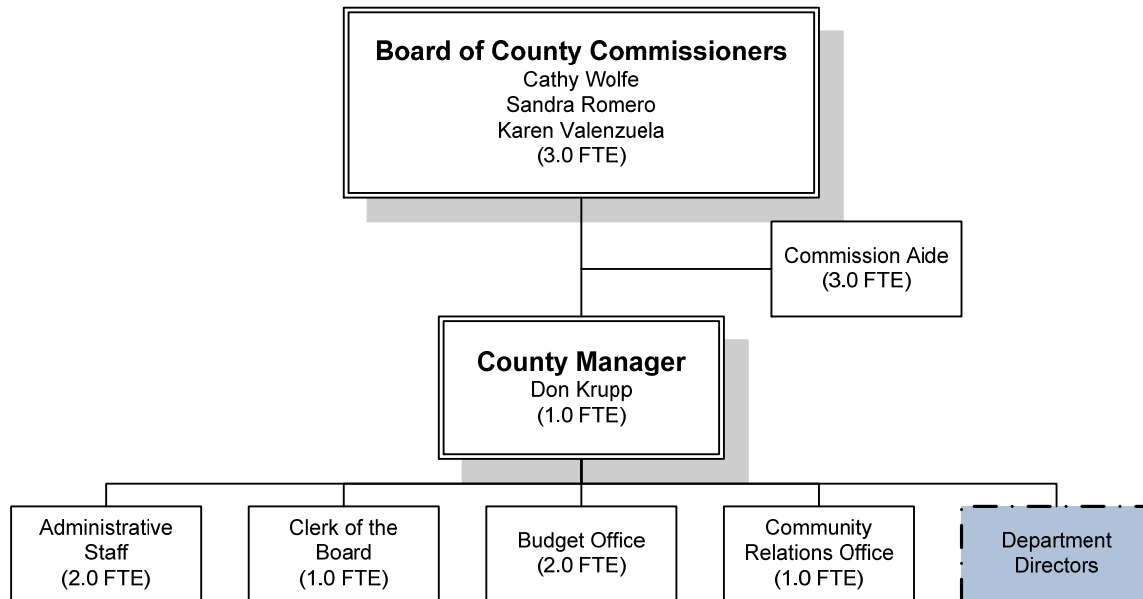 Board of County Commissioners
Cathy Wolfe
Sandra Romero
Karen Valenzuela
(3.0 FTE)
Commission Aide
(3.0 FTE)
County Manager
Don Krupp
(1.0 FTE)
Administrative
Staff
(2.0 FTE)
Clerk of the
Board
(1.0 FTE)
Budget Office
(2.0 FTE)
Community
Relations Office
(1.0 FTE)
Department
Directors